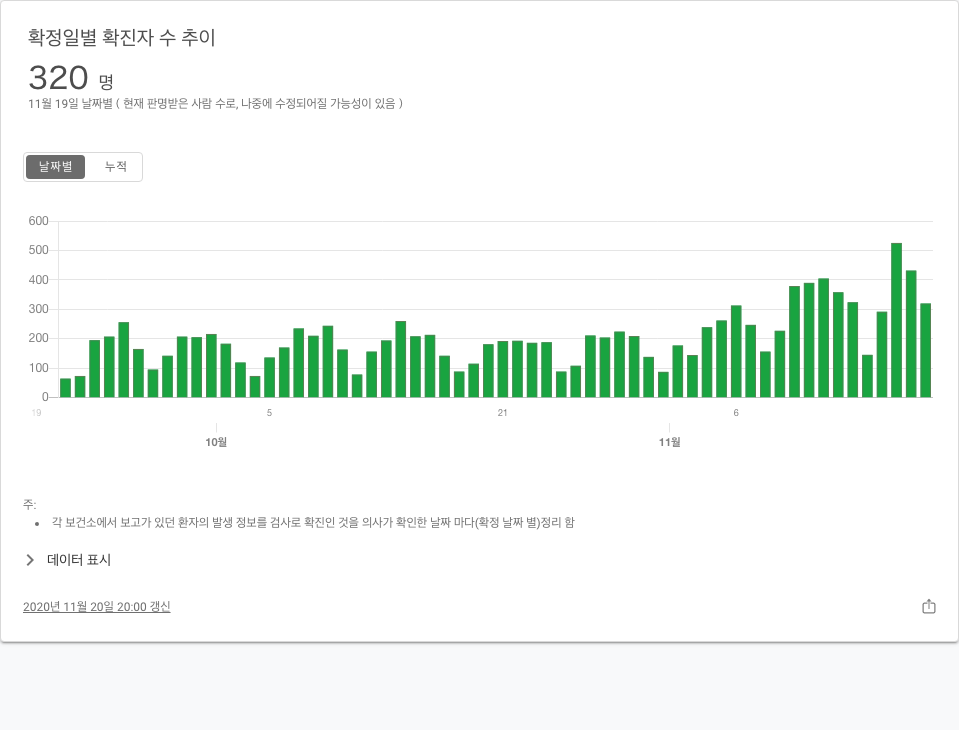 확정일별 확진자 수 추이
320 명
11월 19일 날짜별 ( 현재 판명받은 사람 수로, 나중에 수정되어질 가능성이 있음 )
날짜별 누적
600
500
400
300
200
100
0
19 5 21 6
10월 11월
주:
• 각 보건소에서 보고가 있던 환자의 발생 정보를 검사로 확진인 것을 의사가 확인한 날짜 마다(확정 날짜 별)정리 함
데이터 표시
2020년 11월 20일 20:00 갱신